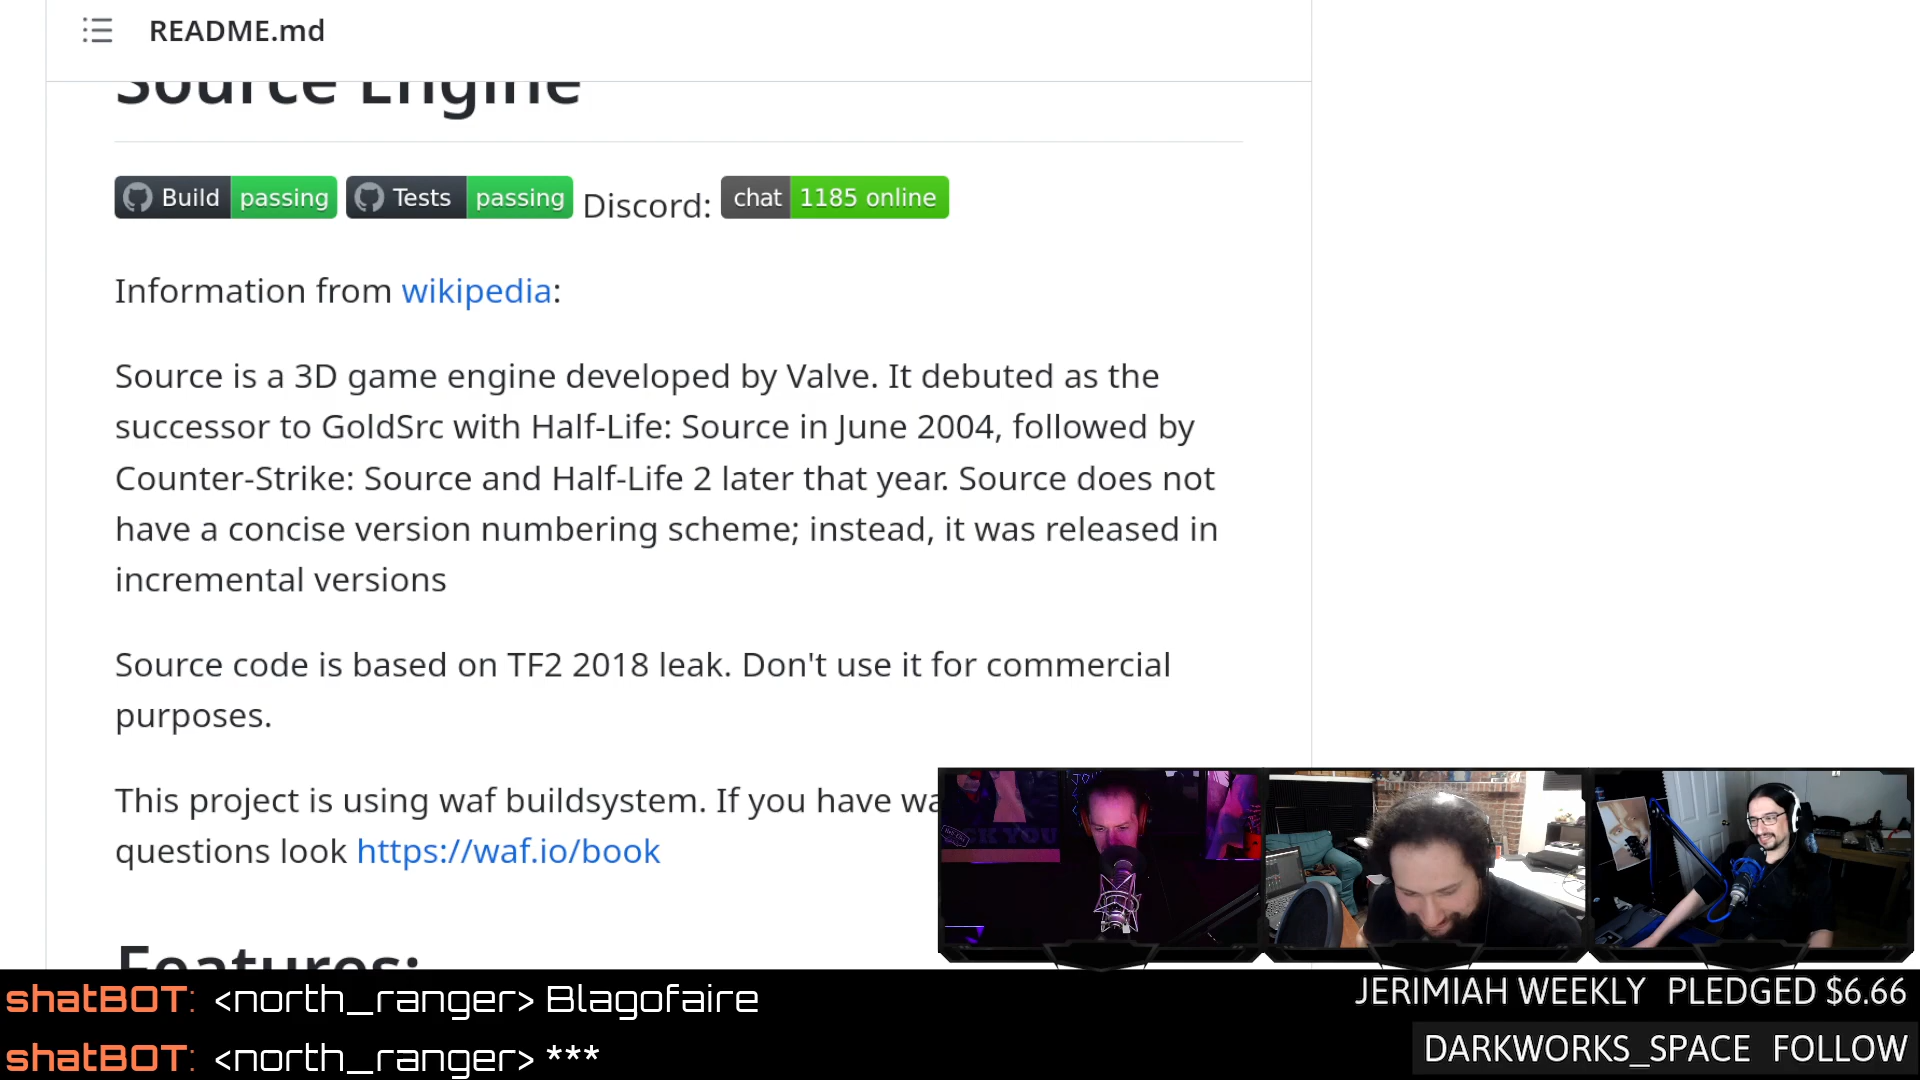 README.md
Source Engine
Build passing Tests passing Discord: chat 1185 online
Information from wikipedia:
Source is a 3D game engine developed by Valve. It debuted as the
successor to GoldSrc with Half-Life: Source in June 2004, followed by
Counter-Strike: Source and Half-Life 2 later that year. Source does not
have a concise version numbering scheme; instead, it was released in
incremental versions
Source code is based on TF2 2018 leak. Don't use it for commercial
purposes.
This project is using waf buildsystem. If you have wa
questions look https://waf.io/book
Features:
shatBOT: <north_ranger> Blagofaire
shatBOT: <north_ranger> ***
JERIMIAH WEEKLY PLEDGED $6.66
DARKWORKS_SPACE FOLLOW